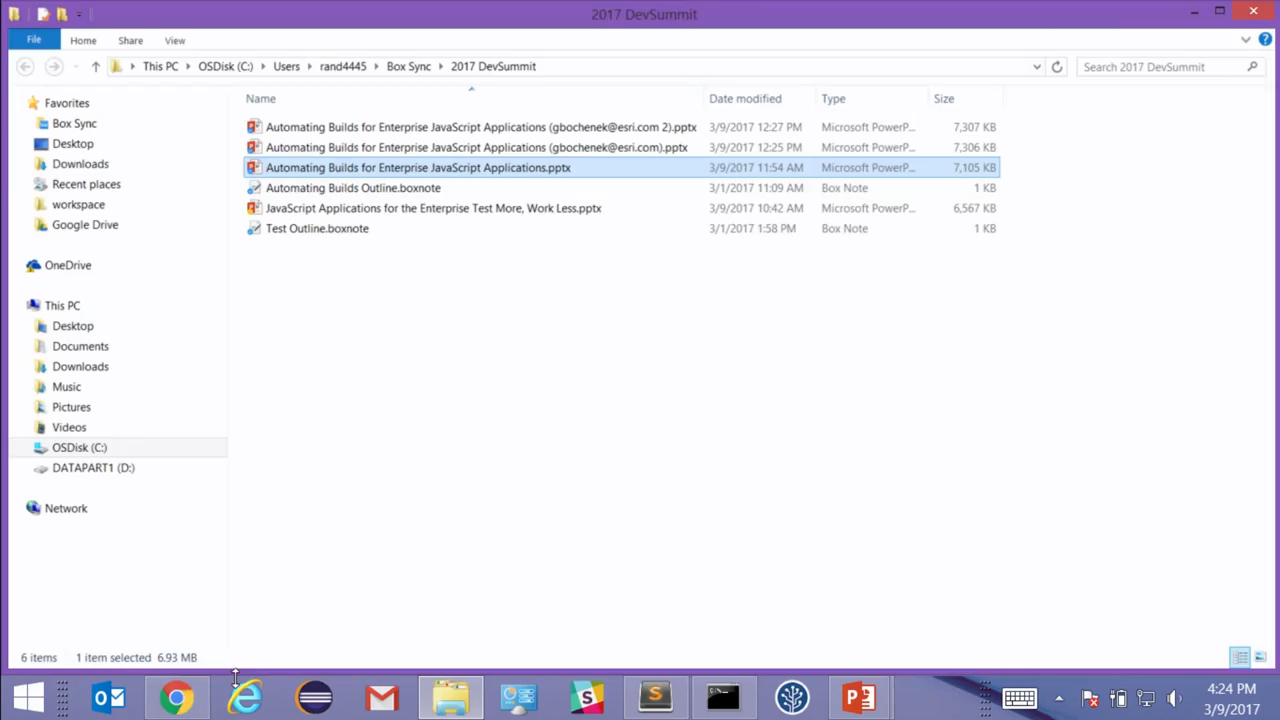 2017 DevSummit
File Home Share View
This PC OSDisk (C:) Users rand4445 Box Sync 2017 DevSummit Search 2017 DevSummit
Name Date modified Type Size
Favorites
Box Sync
Desktop
Downloads
Recent places
workspace
Google Drive
OneDrive
This PC
Desktop
Documents
Downloads
Music
Pictures
Videos
OSDisk (C:)
DATAPART1 (D:)
Network
Automating Builds for Enterprise JavaScript Applications (gbochenek@esri.com 2).pptx 3/9/2017 12:27 PM Microsoft PowerP... 7,307 KB
Automating Builds for Enterprise JavaScript Applications (gbochenek@esri.com).pptx 3/9/2017 12:25 PM Microsoft PowerP... 7,306 KB
Automating Builds for Enterprise JavaScript Applications.pptx 3/9/2017 11:54 AM Microsoft PowerP... 7,105 KB
Automating Builds Outline.boxnote 3/1/2017 11:09 AM Box Note 1 KB
JavaScript Applications for the Enterprise Test More, Work Less.pptx 3/9/2017 10:42 AM Microsoft PowerP... 6,567 KB
Test Outline.boxnote 3/1/2017 1:58 PM Box Note 1 KB
6 items 1 item selected 6.93 MB
4:24 PM
3/9/2017